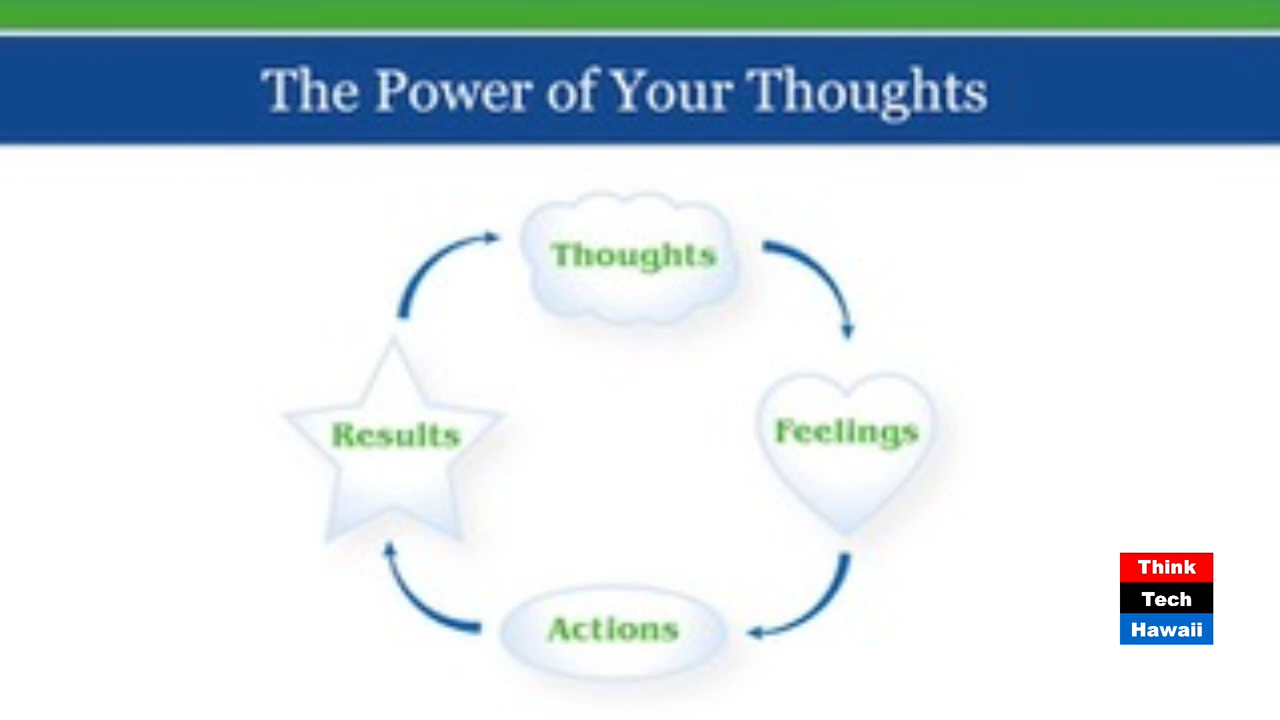 The Power of Your Thoughts
Thoughts
Feelings
Actions
Results
Think
Tech
Hawaii